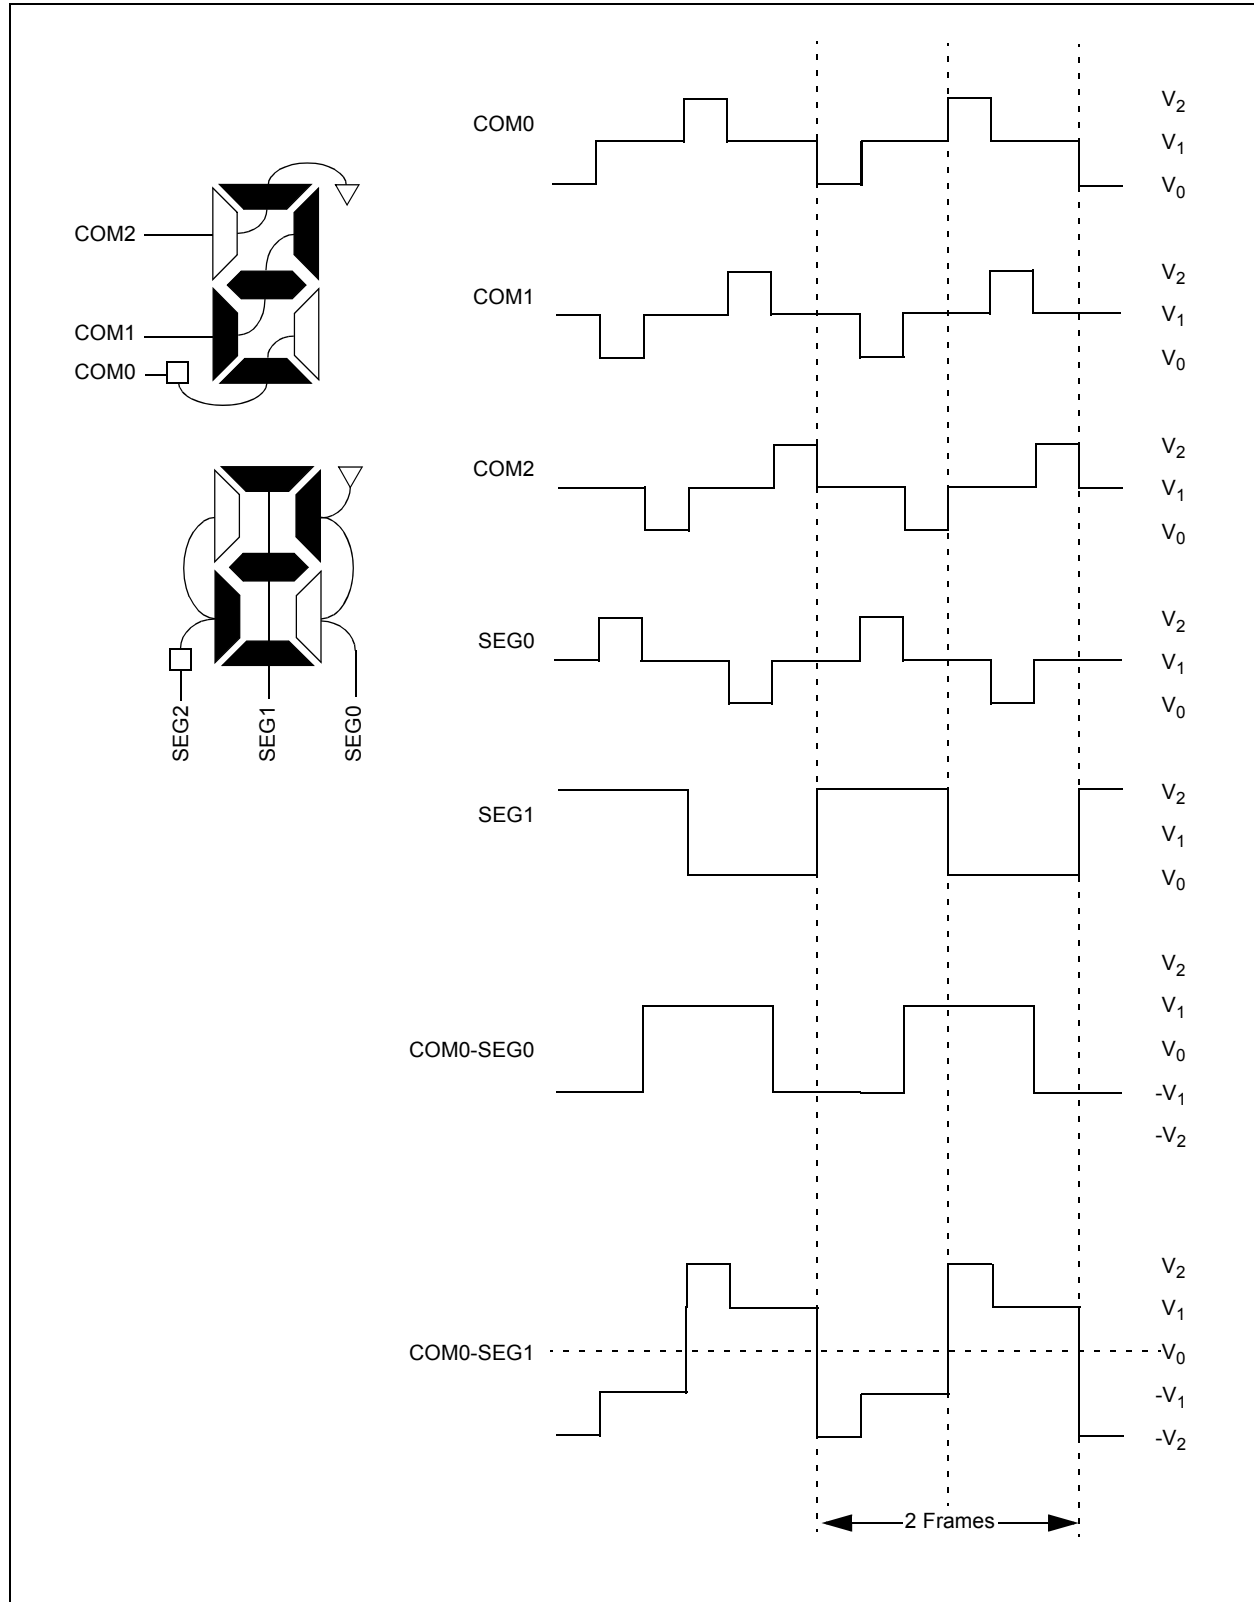 COM0
V2
V1
V0
COM2
COM1
COM0
COM1
V2
V1
V0
COM2
V2
V1
V0
SEG2
SEG1
SEG0
SEG0
V2
V1
V0
SEG1
V2
V1
V0
COM0-SEG0
V2
V1
V0
-V1
-V2
COM0-SEG1
V2
V1
V0
-V1
-V2
2 Frames